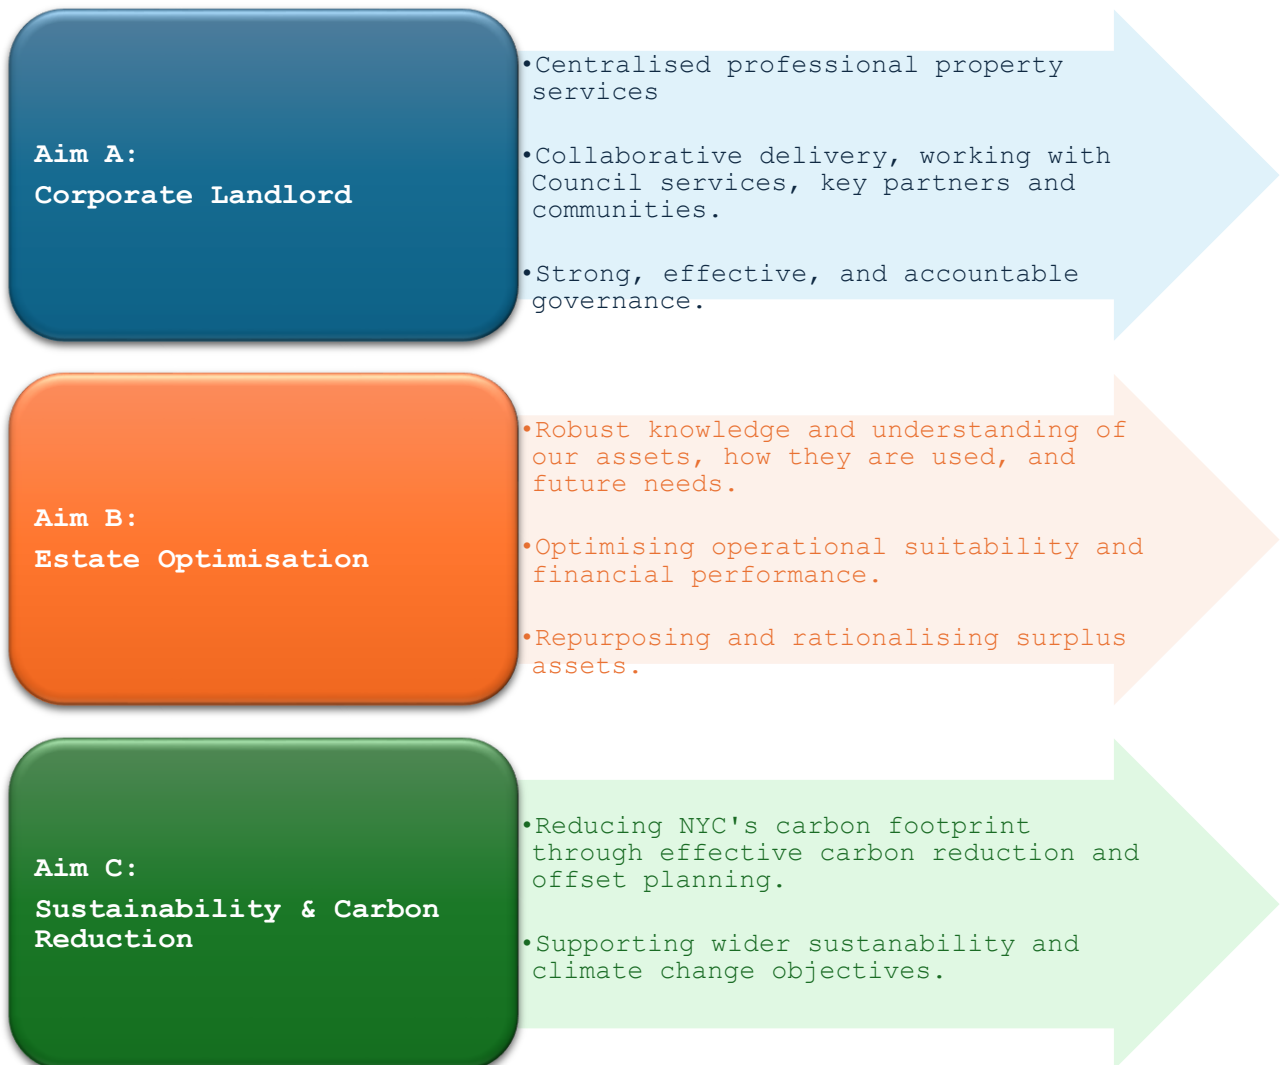 Aim A:
Corporate Landlord
•Centralised professional property
services
•Collaborative delivery, working with
Council services, key partners and
communities.
•Strong, effective, and accountable
governance.
Aim B:
Estate Optimisation
•Robust knowledge and understanding of
our assets, how they are used, and
future needs.
•Optimising operational suitability and
financial performance.
•Repurposing and rationalising surplus
assets.
Aim C:
Sustainability & Carbon
Reduction
•Reducing NYC's carbon footprint
through effective carbon reduction and
offset planning.
•Supporting wider sustanability and
climate change objectives.